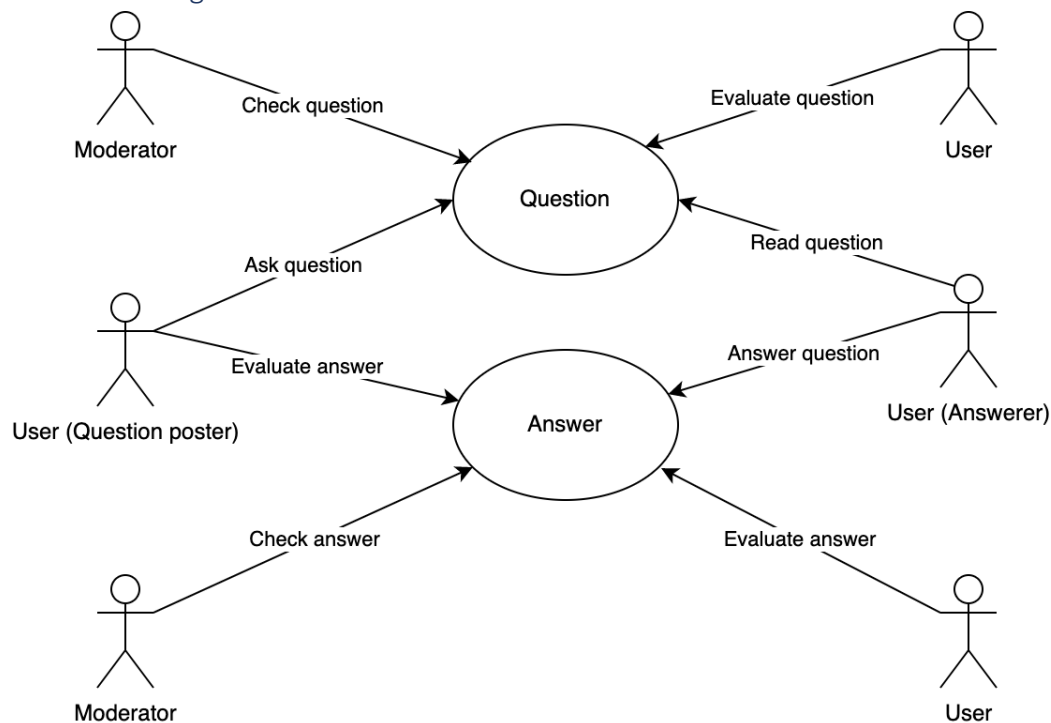 Check question
Evaluate question
Moderator
User
Question
Read question
Ask question
Evaluate answer
Answer question
User (Question poster)
User (Answerer)
Answer
Check answer
Evaluate answer
Moderator
User